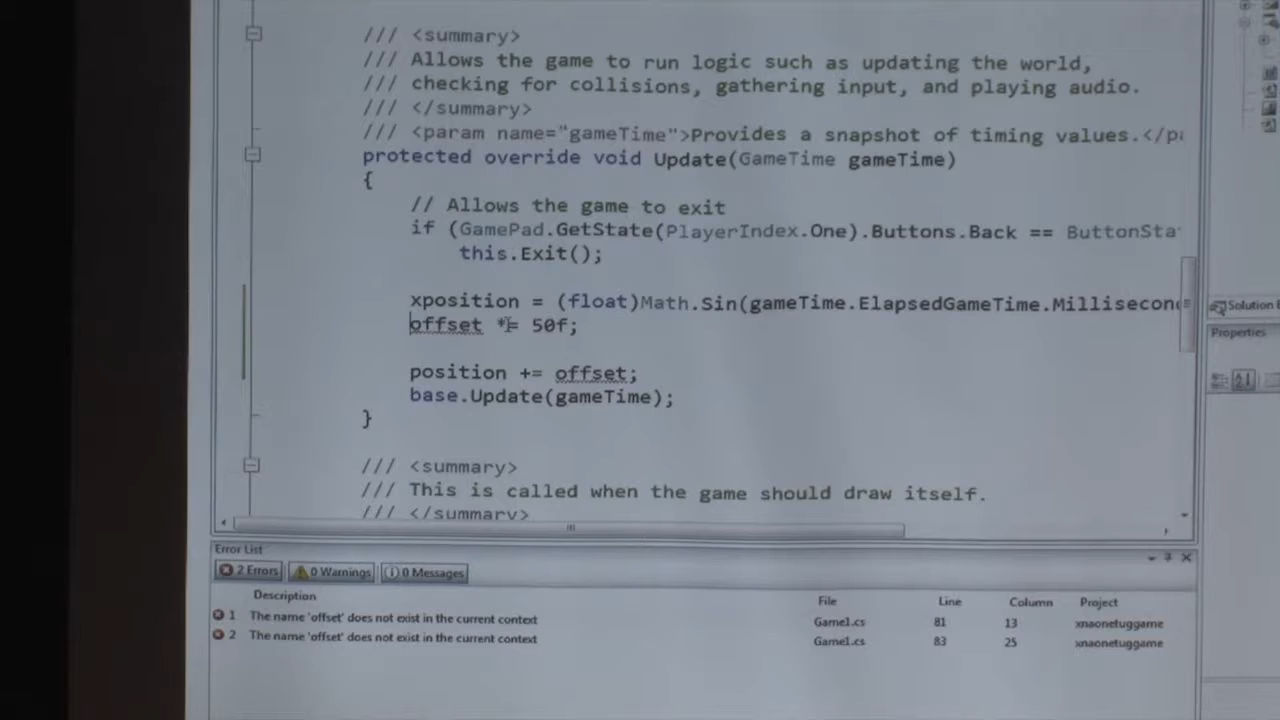 /// <summary>
/// Allows the game to run logic such as updating the world,
/// checking for collisions, gathering input, and playing audio.
/// </summary>
/// <param name="gameTime">Provides a snapshot of timing values.</pa
protected override void Update(GameTime gameTime)
{
// Allows the game to exit
if (GamePad.GetState(PlayerIndex.One).Buttons.Back == ButtonSta
this.Exit();
xposition = (float)Math.Sin(gameTime.ElapsedGameTime.Millisecond
offset *= 50f;
position += offset;
base.Update(gameTime);
}
/// <summary>
/// This is called when the game should draw itself.
/// </summary>
Solution E
Properties
Error List
2 Errors 0 Warnings 0 Messages
Description File Line Column Project
1 The name 'offset' does not exist in the current context Game1.cs 81 13 xnaonetuggame
2 The name 'offset' does not exist in the current context Game1.cs 83 25 xnaonetuggame